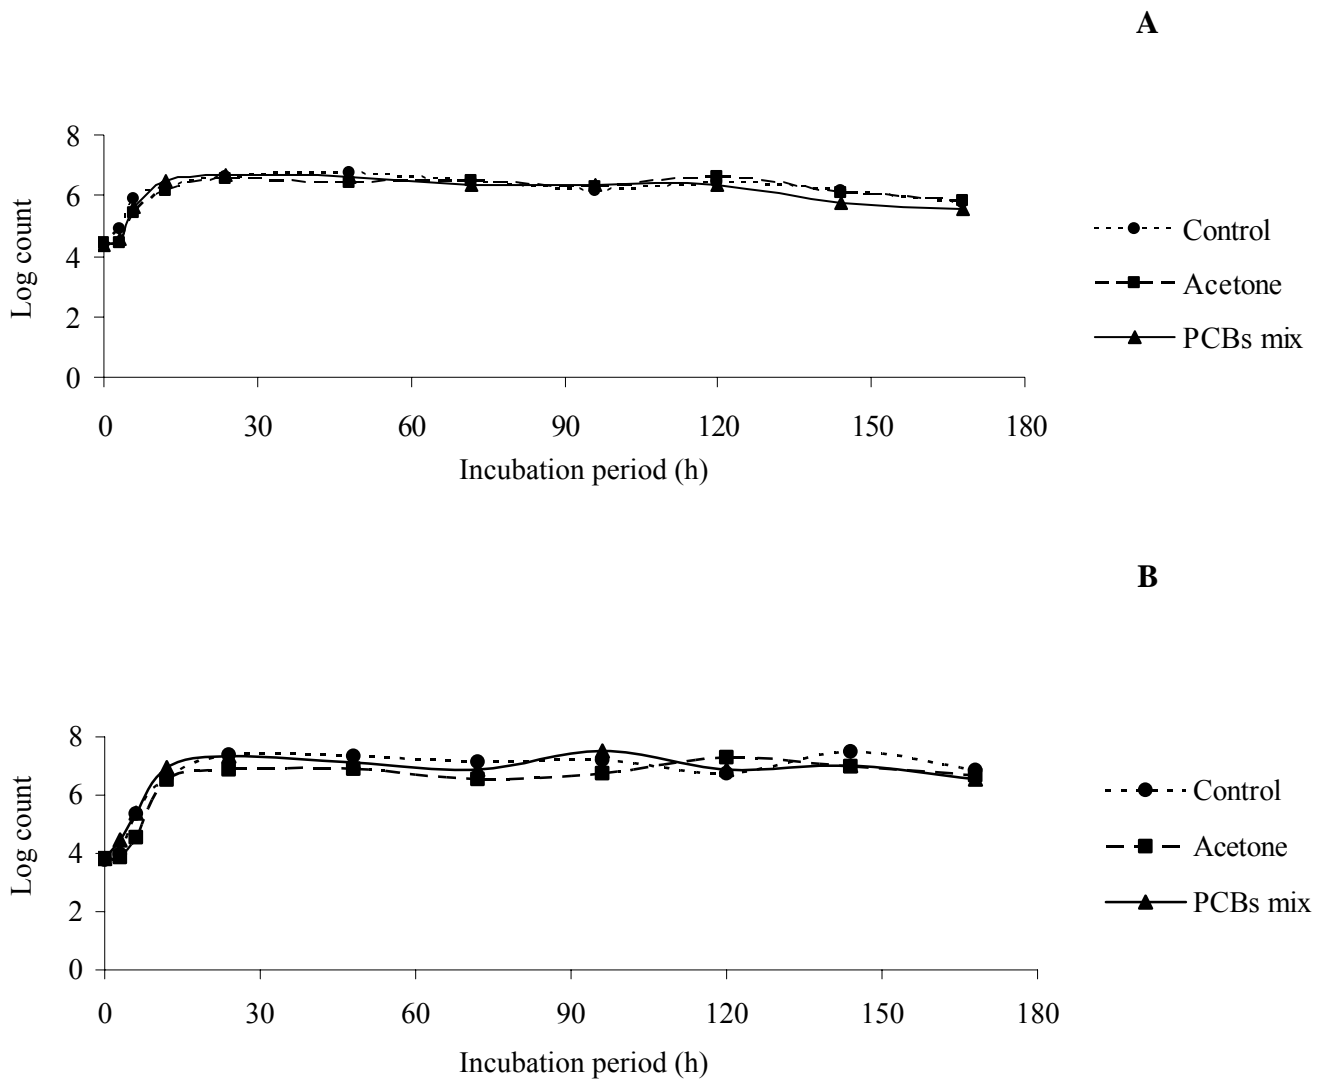 A
8
6
4
2
0
Log count
0 30 60 90 120 150 180
Incubation period (h)
Control
Acetone
PCBs mix
B
8
6
4
2
0
Log count
0 30 60 90 120 150 180
Incubation period (h)
Control
Acetone
PCBs mix